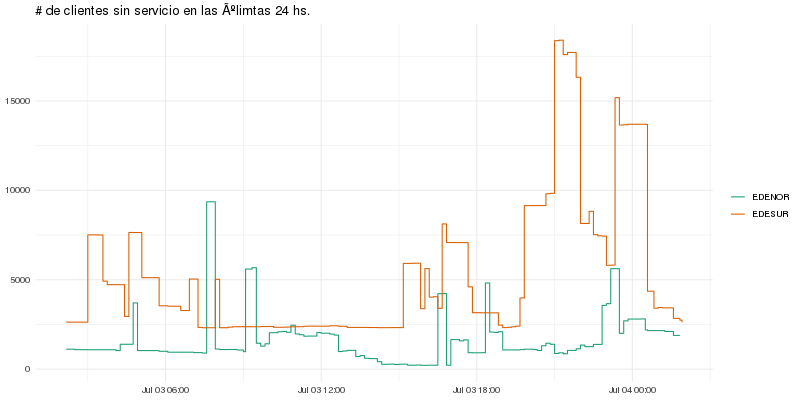 # de clientes sin servicio en las Ãºlimtas 24 hs.
15000
10000
5000
0
Jul 03 06:00
Jul 03 12:00
Jul 03 18:00
Jul 04 00:00
EDENOR
EDESUR